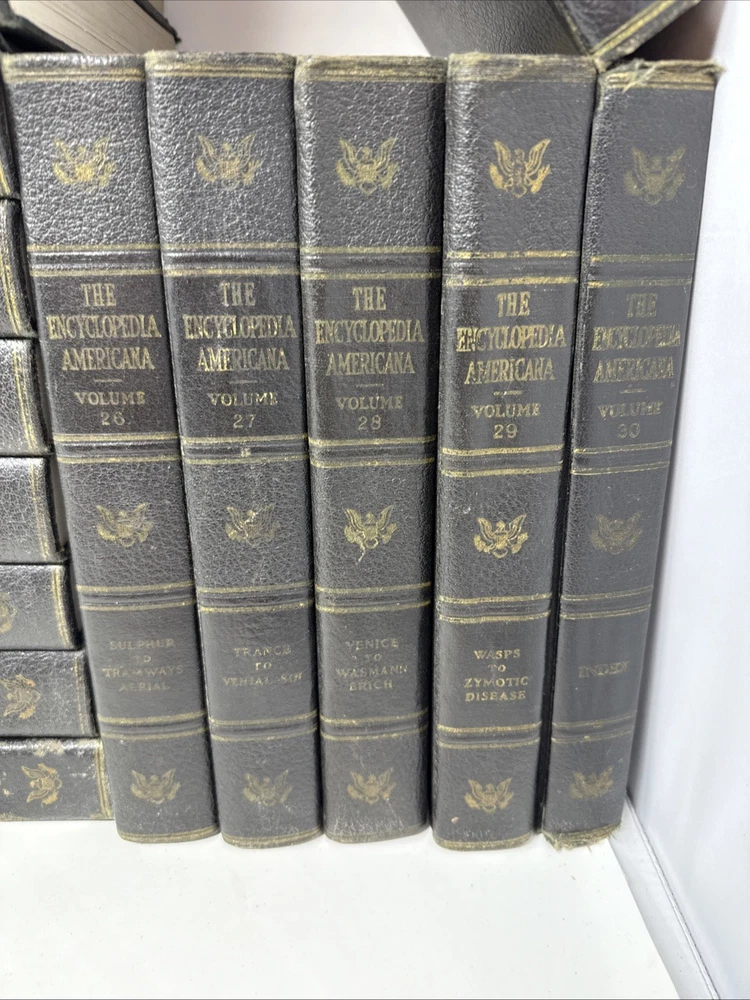 THE
ENCYCLOPEDIA
AMERICANA
VOLUME
26
SULPHUR
TO
TRAMWAYS
AERIAL
THE
ENCYCLOPEDIA
AMERICANA
VOLUME
27
TRANCE
TO
VENIAL SIN
THE
ENCYCLOPEDIA
AMERICANA
VOLUME
28
VENICE
TO
WASMANN
ERICH
THE
ENCYCLOPEDIA
AMERICANA
VOLUME
29
WASPS
TO
ZYMOTIC
DISEASE
THE
ENCYCLOPEDIA
AMERICANA
VOLUME
30
INDEX